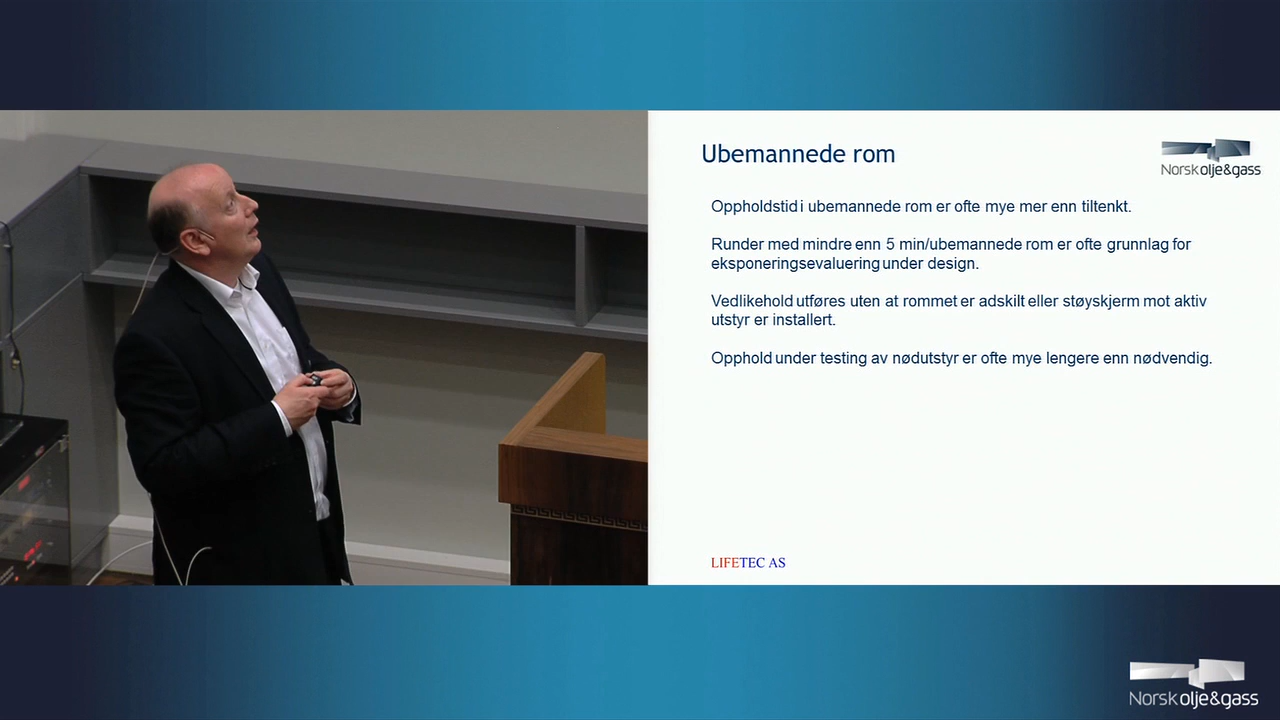 Ubemannede rom
Norskolje&gass
Oppholdstid i ubemannede rom er ofte mye mer enn tiltenkt.
Runder med mindre enn 5 min/ubemannede rom er ofte grunnlag for
eksponeringsevaluering under design.
Vedlikehold utføres uten at rommet er adskilt eller støyskjerm mot aktiv
utstyr er installert.
Opphold under testing av nødutstyr er ofte mye lengere enn nødvendig.
LIFETEC AS
Norskolje&gass